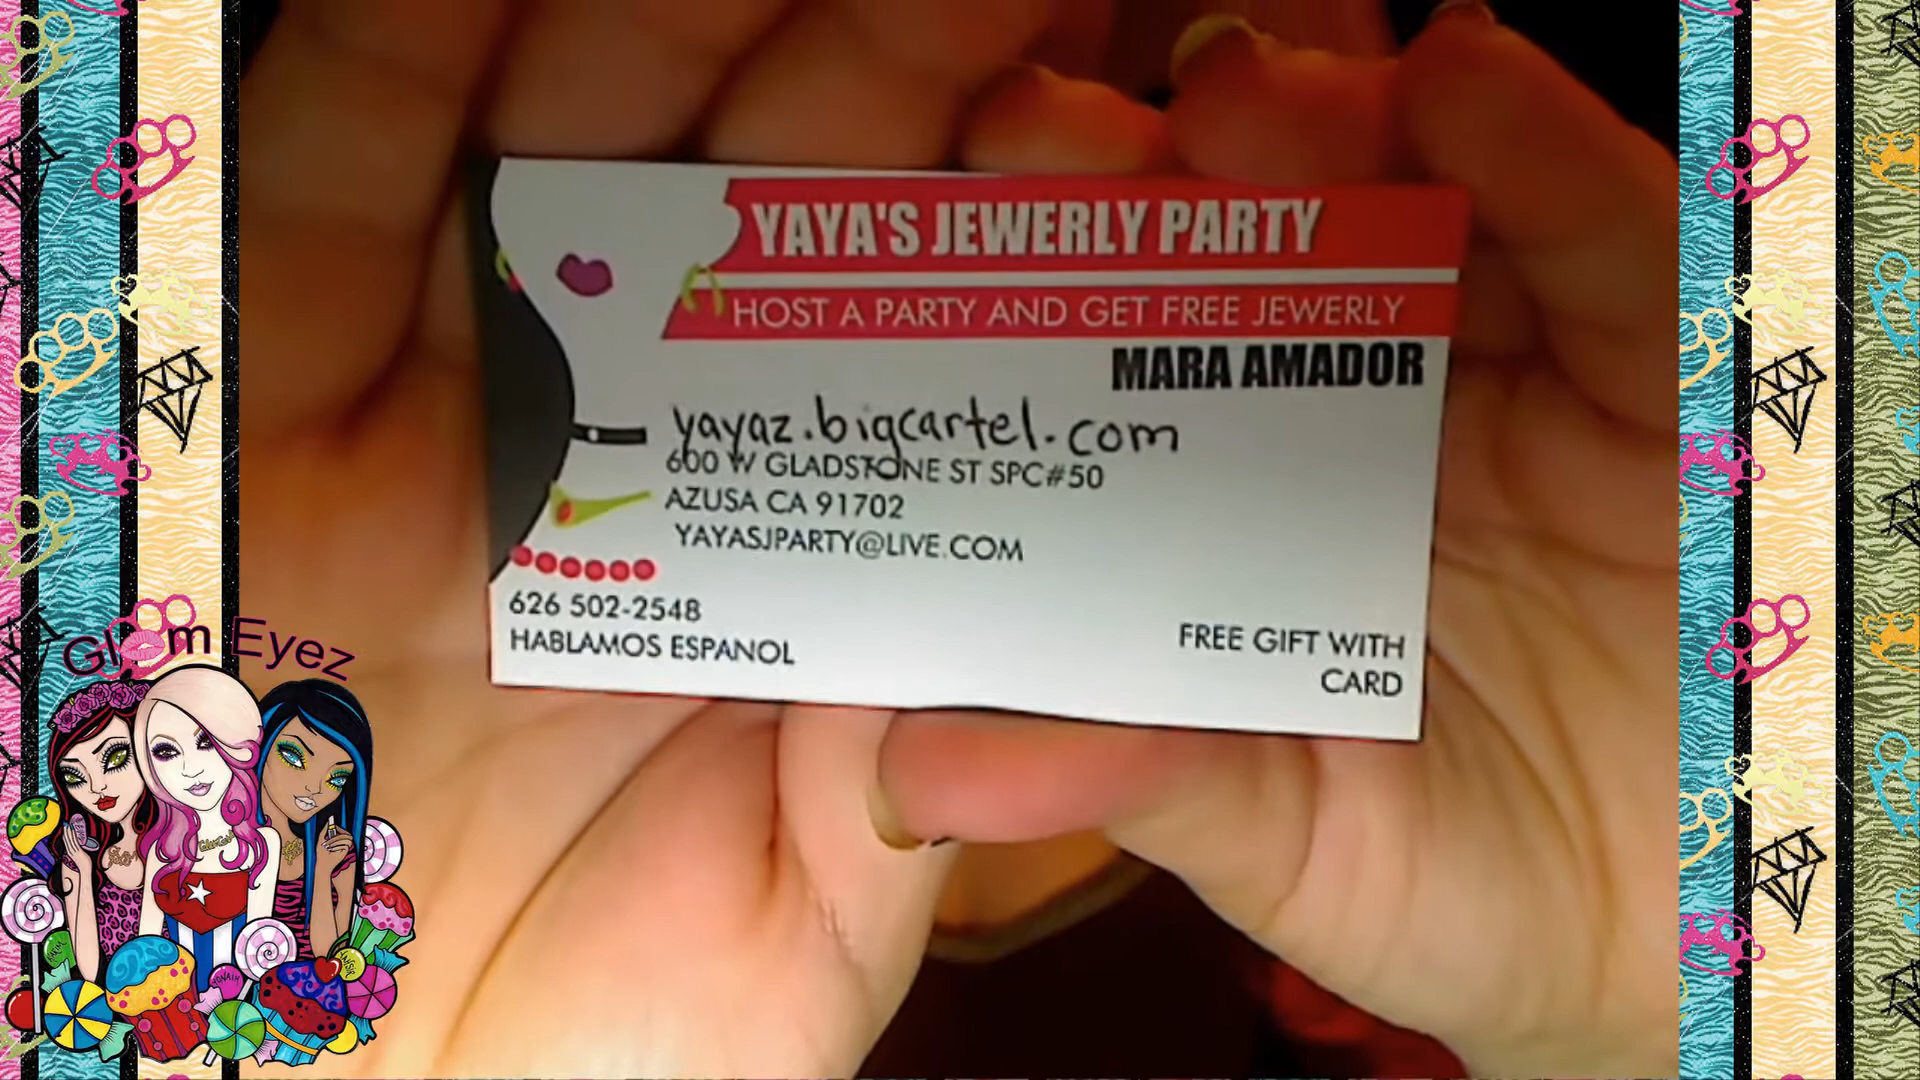 YAYA'S JEWERLY PARTY
HOST A PARTY AND GET FREE JEWERLY
MARA AMADOR
yayaz.bigcartel.com
600 W GLADSTONE ST SPC#50
AZUSA CA 91702
YAYASJPARTY@LIVE.COM
626 502-2548
HABLAMOS ESPANOL
FREE GIFT WITH
CARD
Glam Eyez